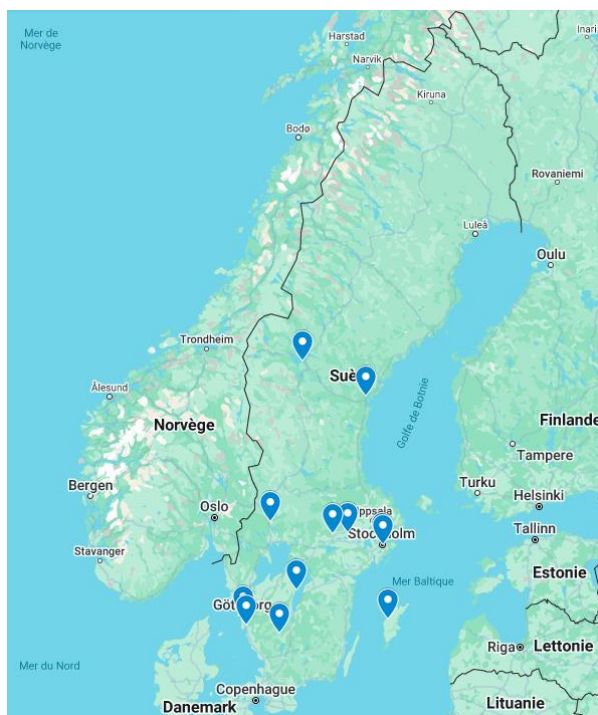 Mer de
Norvège
Harstad
Narvik
Inari
Kiruna
Bodø
Rovaniemi
Luleå
Oulu
Trondheim
Ålesund
Suè
Golfe de Botnie
Norvège
Finlande
Tampere
Bergen
Turku
Helsinki
Oslo
ppsala
Stockholm
Tallinn
Stavanger
Mer Baltique
Estonie
Göt org
Riga
Lettonie
Mer du Nord
Copenhague
Danemark
Lituanie